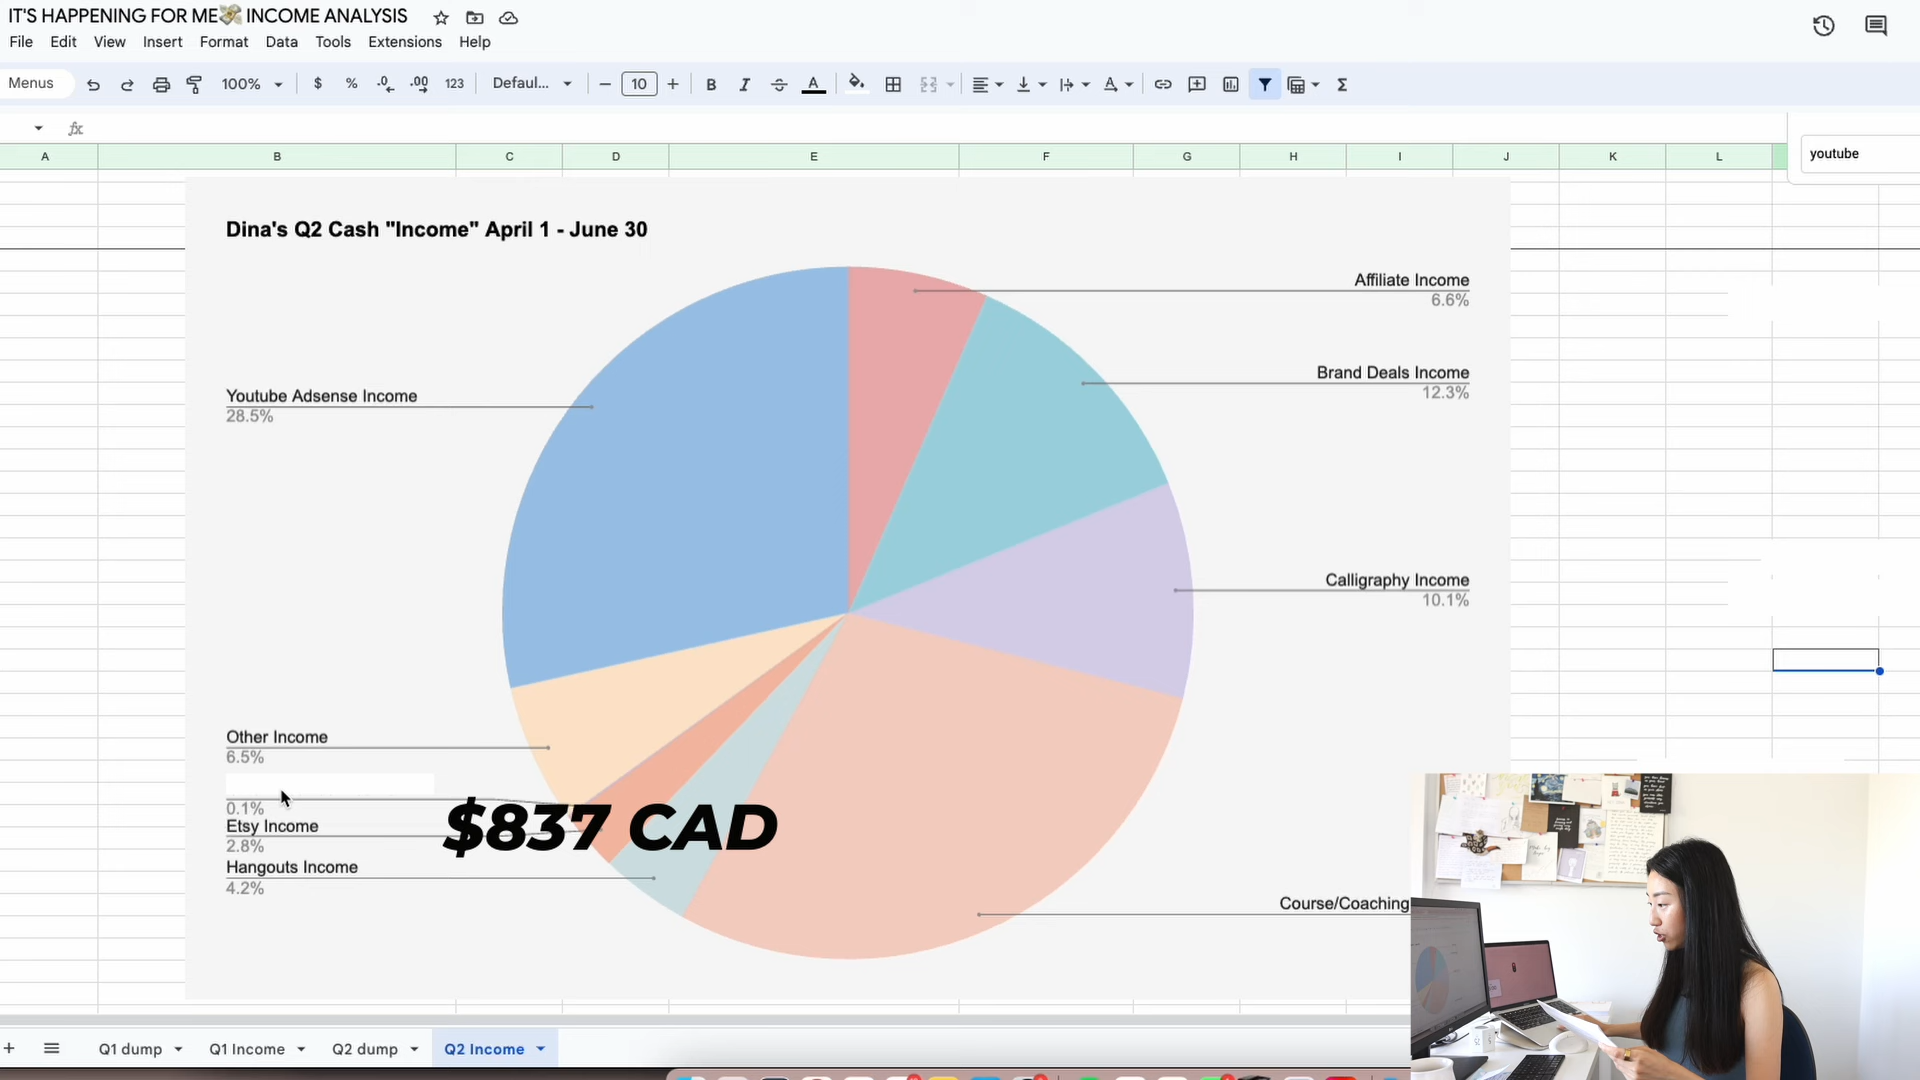 IT'S HAPPENING FOR ME💸 INCOME ANALYSIS
File Edit View Insert Format Data Tools Extensions Help
Menus 100% $ % .0 .00 123 Defaul... 10 B I A Σ
fx
A B C D E F G H I J K L
youtube
Dina's Q2 Cash "Income" April 1 - June 30
Affiliate Income
6.6%
Brand Deals Income
12.3%
Youtube Adsense Income
28.5%
Calligraphy Income
10.1%
Other Income
6.5%
0.1%
Etsy Income
2.8%
$837 CAD
Hangouts Income
4.2%
Course/Coaching
Q1 dump Q1 Income Q2 dump Q2 Income